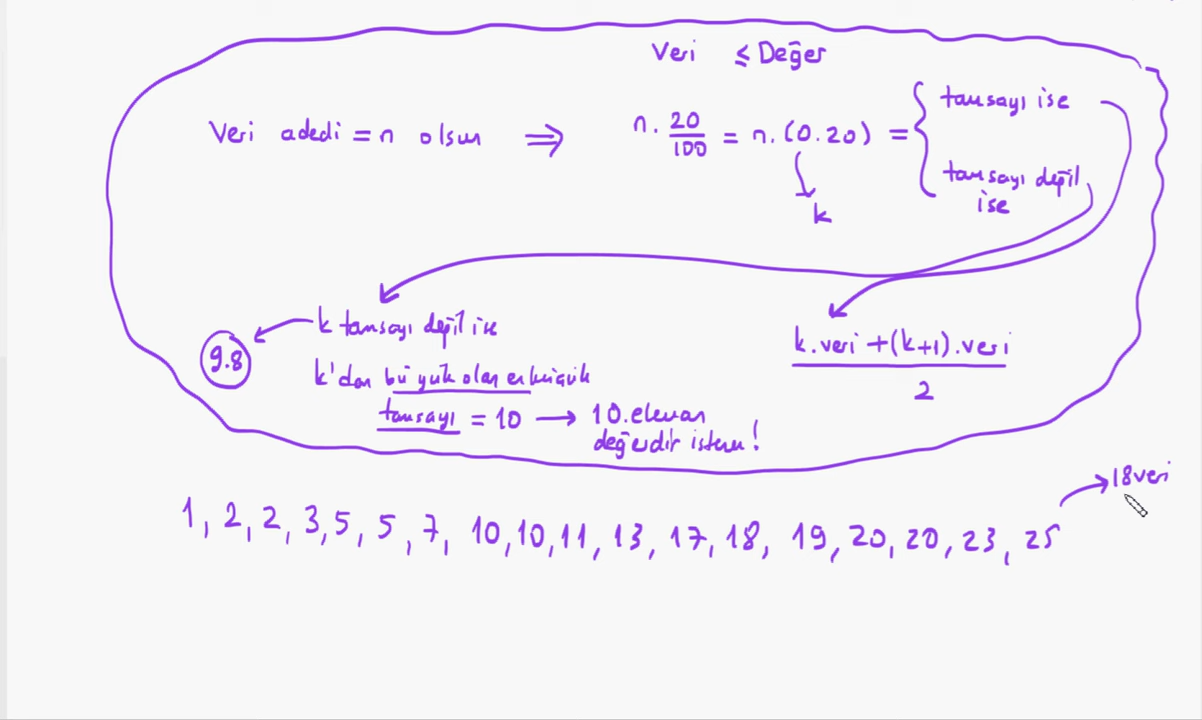 Veri ≤ Değer
Veri adedi = n olsun ⇒ n. 20/100 = n.(0.20) = { tamsayı ise
tamsayı değil
ise
k
k tamsayı değil ise
9.8
k'dan büyük olan en küçük
tamsayı = 10 → 10.eleman
değerdir istenen!
k.veri + (k+1).veri
2
18veri
1, 2, 2, 3, 5, 5, 7, 10, 10, 11, 13, 17, 18, 19, 20, 20, 23, 25